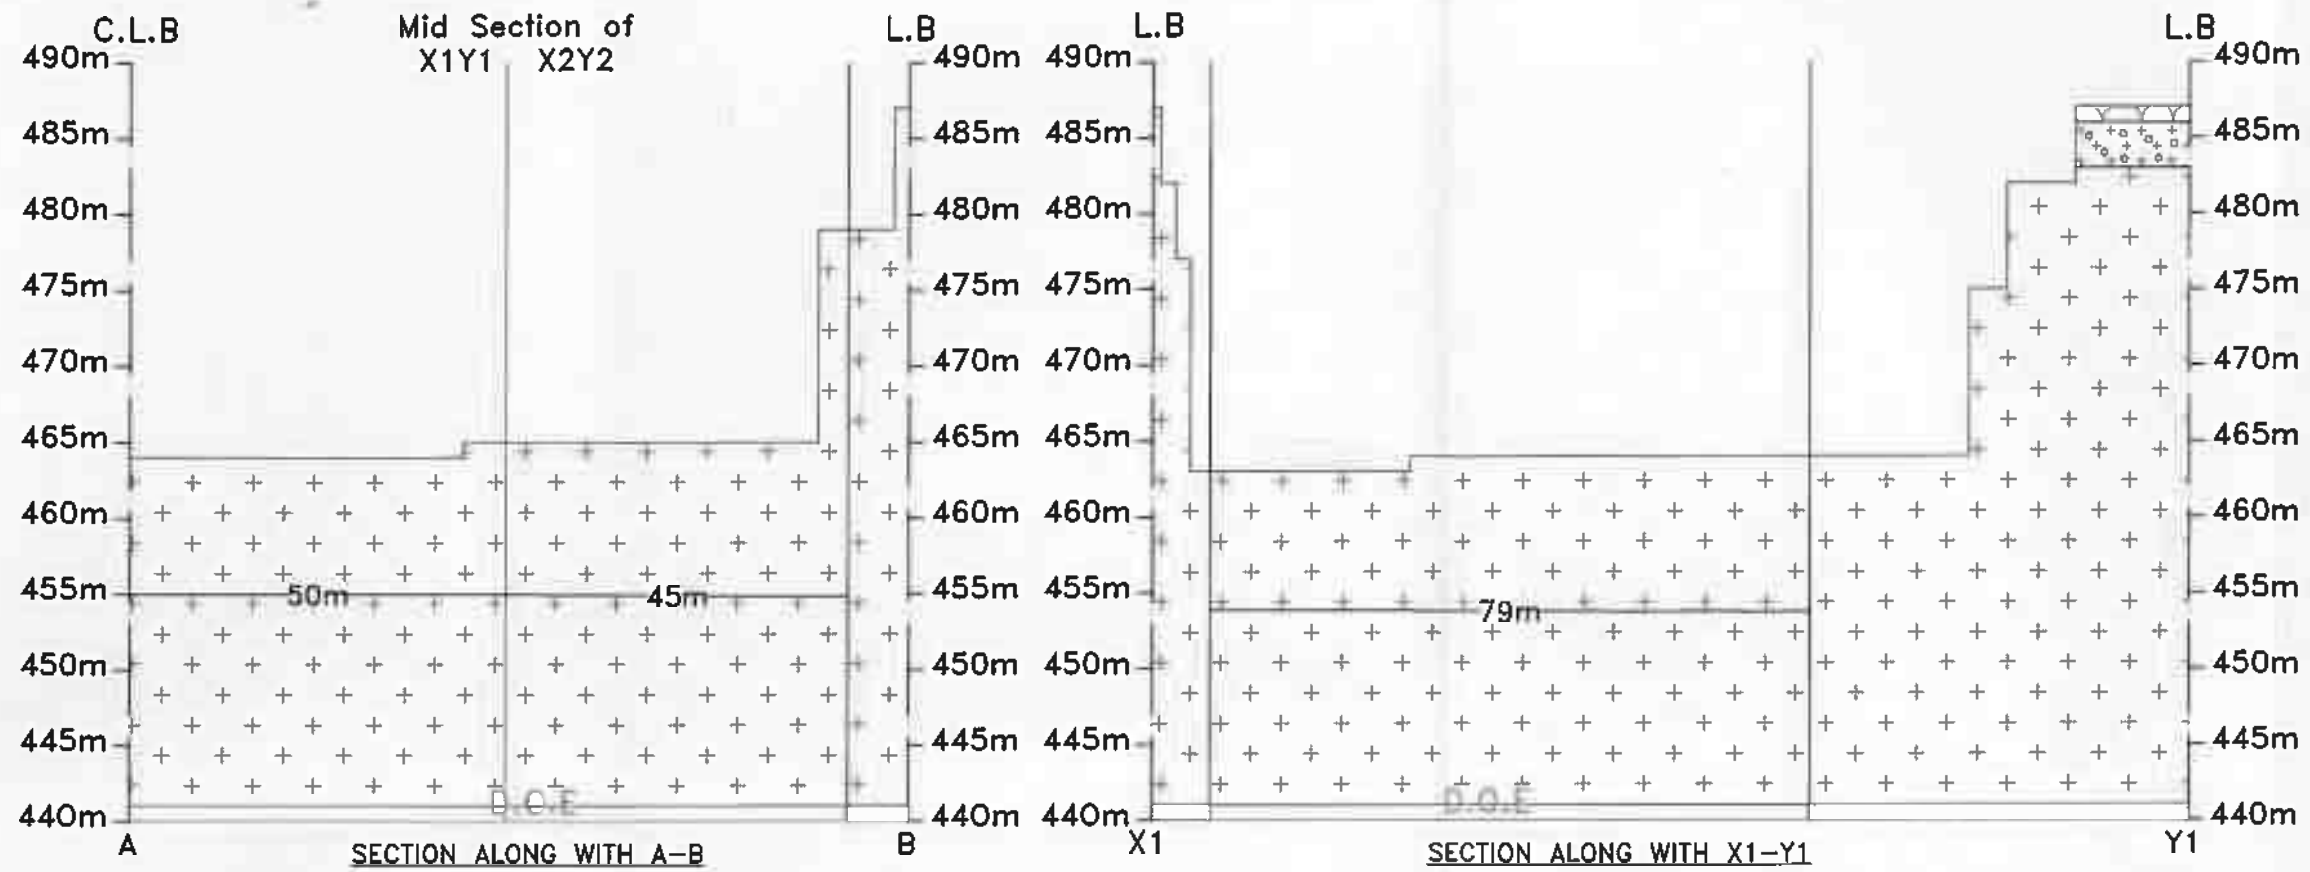 C.L.B
Mid Section of
X1Y1 X2Y2
L.B
490m
485m
480m
475m
470m
465m
460m
455m
450m
445m
440m
50m
45m
490m
485m
480m
475m
470m
465m
460m
455m
450m
445m
440m
D.O.E
A
B
SECTION ALONG WITH A-B
L.B
L.B
490m
485m
480m
475m
470m
465m
460m
455m
450m
445m
440m
79m
490m
485m
480m
475m
470m
465m
460m
455m
450m
445m
440m
D.O.E
X1
Y1
SECTION ALONG WITH X1-Y1